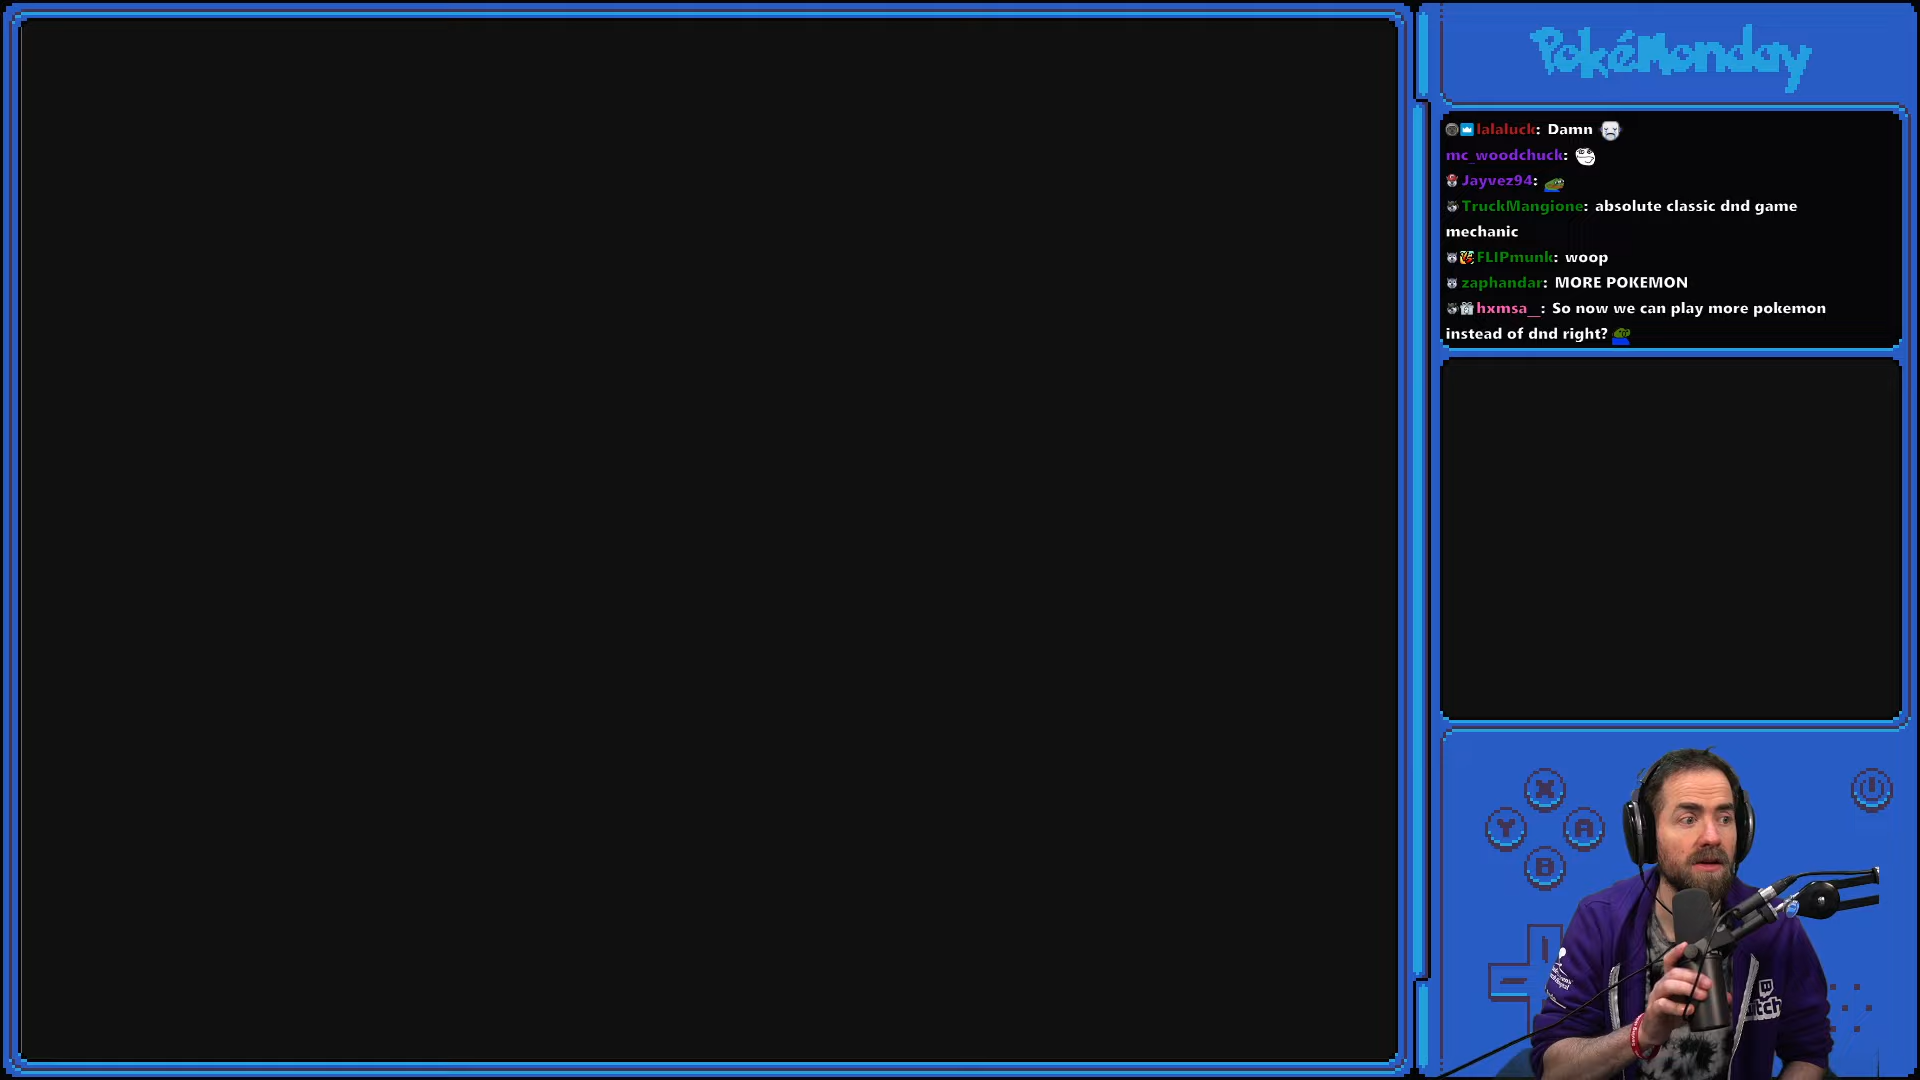 PokéMonday
lalaluck: Damn
mc_woodchuck:
Jayvez94:
TruckMangione: absolute classic dnd game
mechanic
FLIPmunk: woop
zaphandar: MORE POKEMON
hxmsa__: So now we can play more pokemon
instead of dnd right?
X
Y A
B